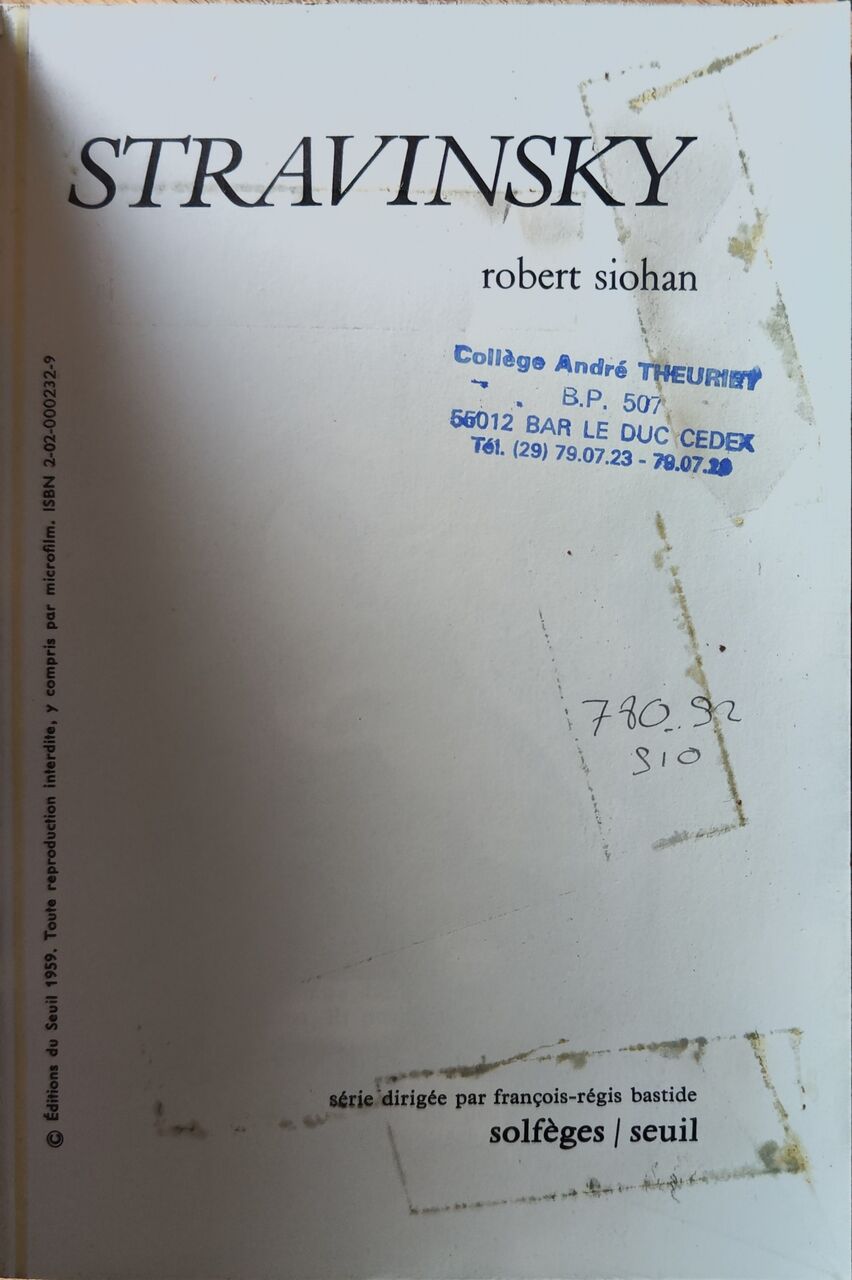 STRAVINSKY
robert siohan
Collège André THEURIET
B.P. 507
55012 BAR LE DUC CEDEX
Tél. (29) 79.07.23 - 79.07.
780.92
SIO
© Éditions du Seuil 1959. Toute reproduction interdite, y compris par microfilm. ISBN 2-02-000232-9
série dirigée par françois-régis bastide
solfèges / seuil